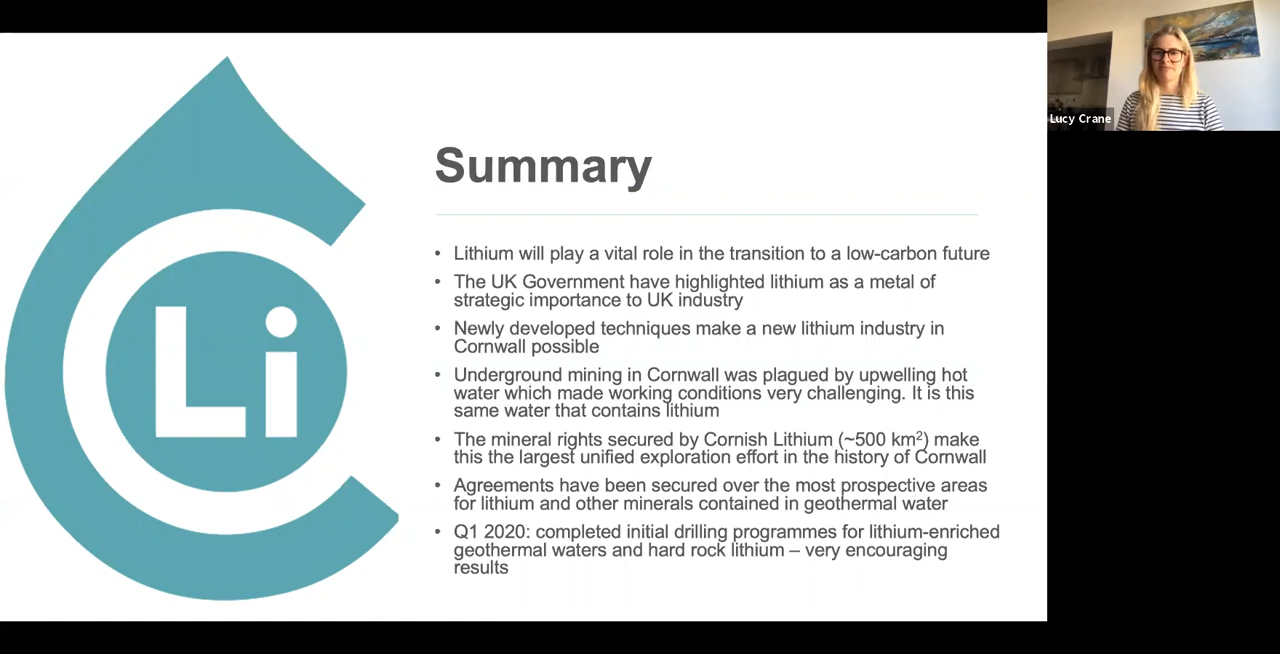 Lucy Crane
Li
Summary
• Lithium will play a vital role in the transition to a low-carbon future
• The UK Government have highlighted lithium as a metal of
strategic importance to UK industry
• Newly developed techniques make a new lithium industry in
Cornwall possible
• Underground mining in Cornwall was plagued by upwelling hot
water which made working conditions very challenging. It is this
same water that contains lithium
• The mineral rights secured by Cornish Lithium (~500 km²) make
this the largest unified exploration effort in the history of Cornwall
• Agreements have been secured over the most prospective areas
for lithium and other minerals contained in geothermal water
• Q1 2020: completed initial drilling programmes for lithium-enriched
geothermal waters and hard rock lithium – very encouraging
results